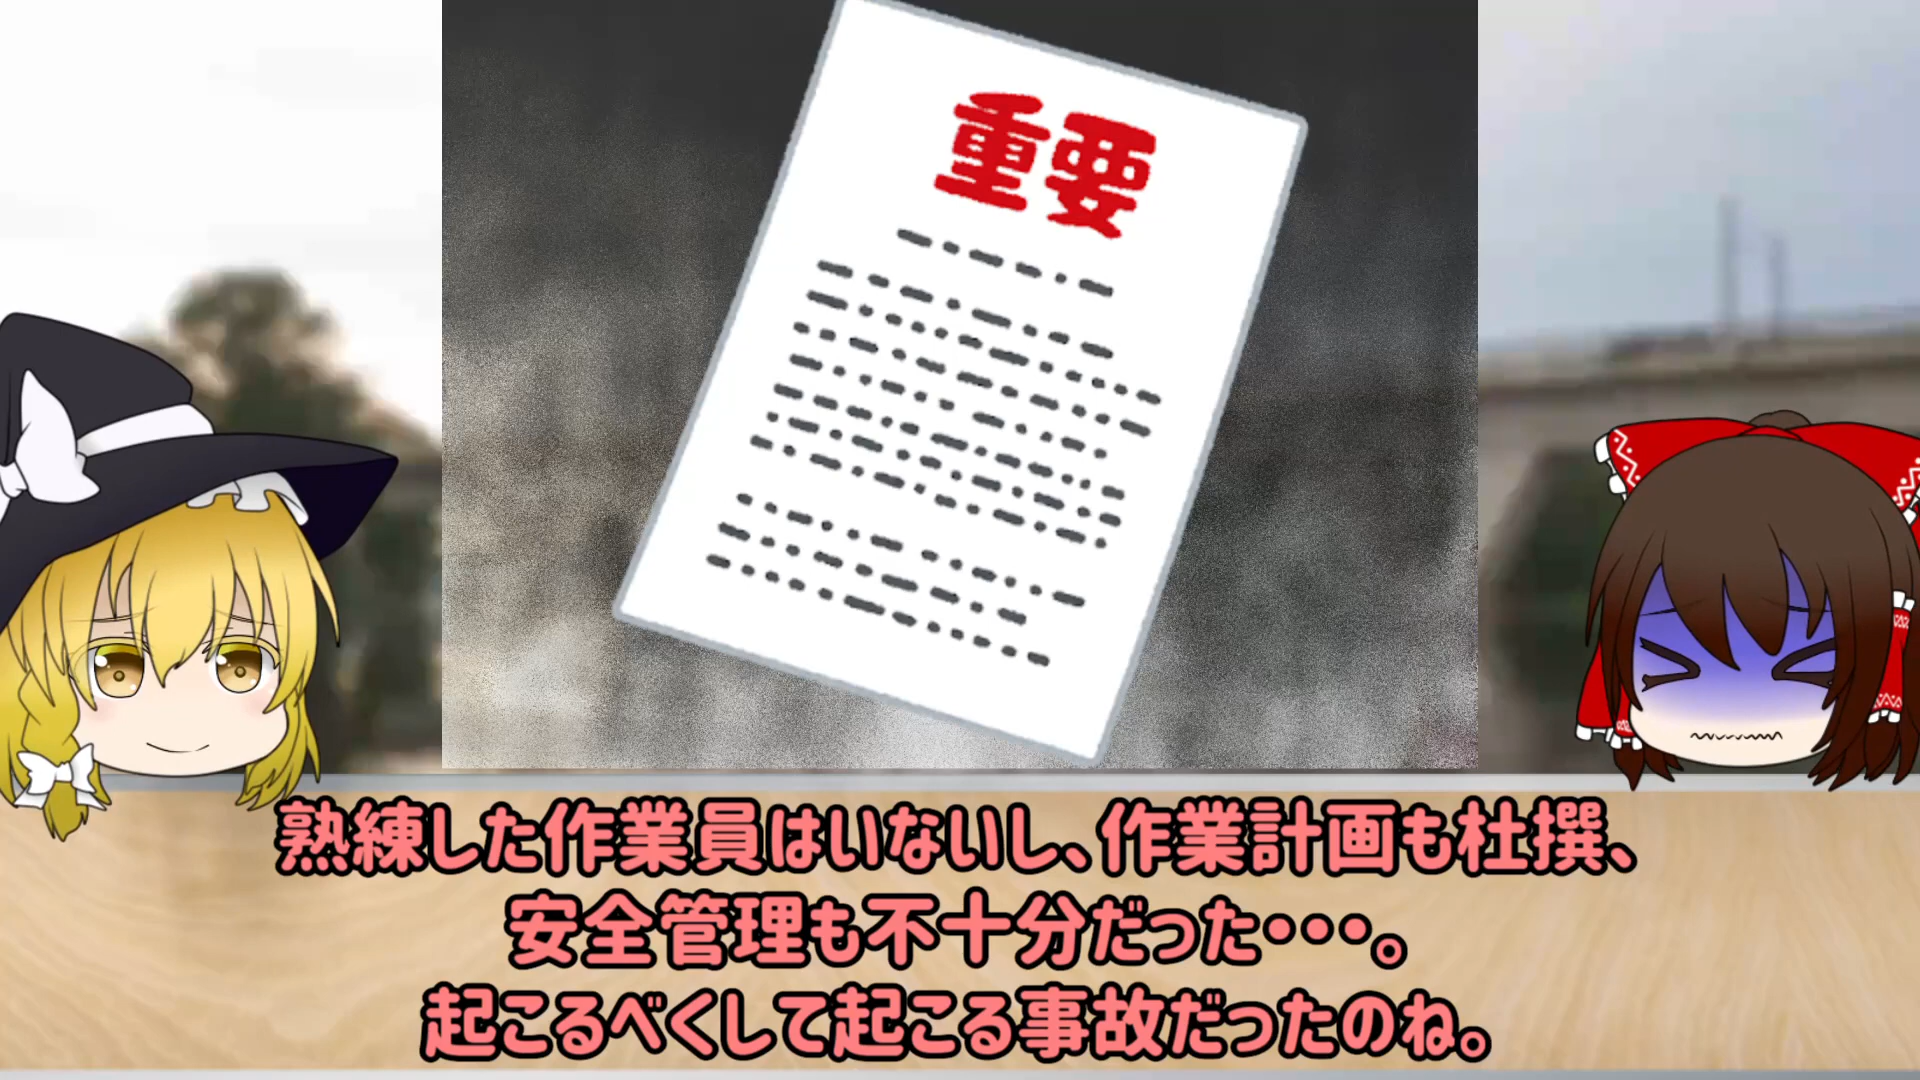 重要
熟練した作業員はいないし、作業計画も杜撰、
安全管理も不十分だった・・・。
起こるべくして起こる事故だったのね。